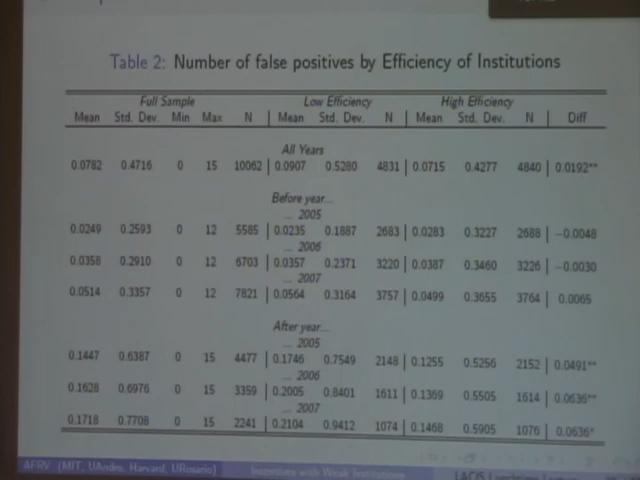 Table 2: Number of false positives by Efficiency of Institutions
Full Sample Low Efficiency High Efficiency
Mean Std. Dev. Min Max N Mean Std. Dev. N Mean Std. Dev. N Diff
All Years
0.0782 0.4716 0 15 10062 0.0907 0.5280 4831 0.0715 0.4277 4840 0.0192**
Before year...
... 2005
0.0249 0.2593 0 12 5585 0.0235 0.1887 2683 0.0283 0.3227 2688 −0.0048
... 2006
0.0358 0.2910 0 12 6703 0.0357 0.2371 3220 0.0387 0.3460 3226 −0.0030
... 2007
0.0514 0.3357 0 12 7821 0.0564 0.3164 3757 0.0499 0.3655 3764 0.0065
After year...
... 2005
0.1447 0.6387 0 15 4477 0.1746 0.7549 2148 0.1255 0.5256 2152 0.0491**
... 2006
0.1628 0.6976 0 15 3359 0.2005 0.8401 1611 0.1369 0.5505 1614 0.0636**
... 2007
0.1718 0.7708 0 15 2241 0.2104 0.9412 1074 0.1468 0.5905 1076 0.0636*
AFRV (MIT, UAndes, Harvard, URosario) Incentives with Weak Institutions